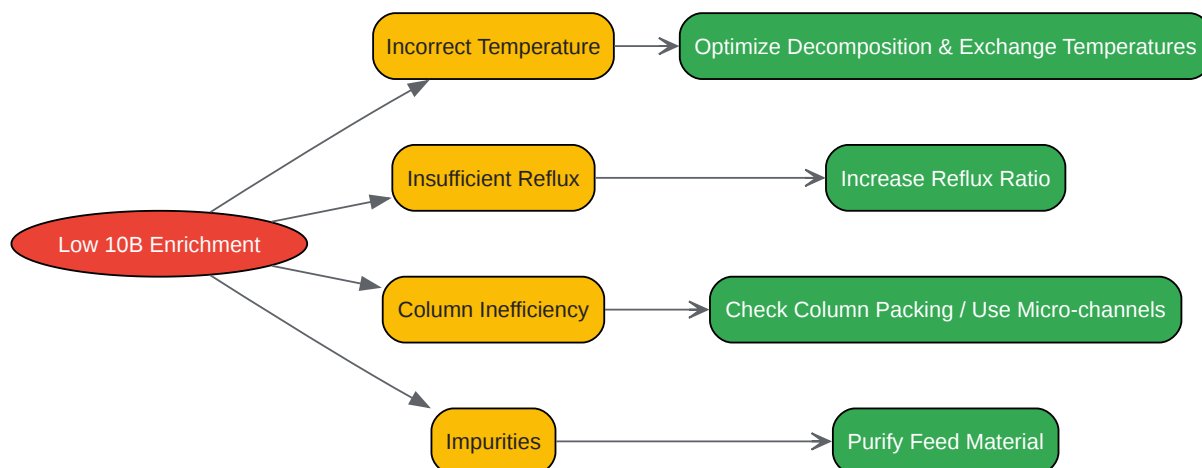 Incorrect Temperature
Optimize Decomposition & Exchange Temperatures
Insufficient Reflux
Increase Reflux Ratio
Low 10B Enrichment
Column Inefficiency
Check Column Packing / Use Micro-channels
Impurities
Purify Feed Material